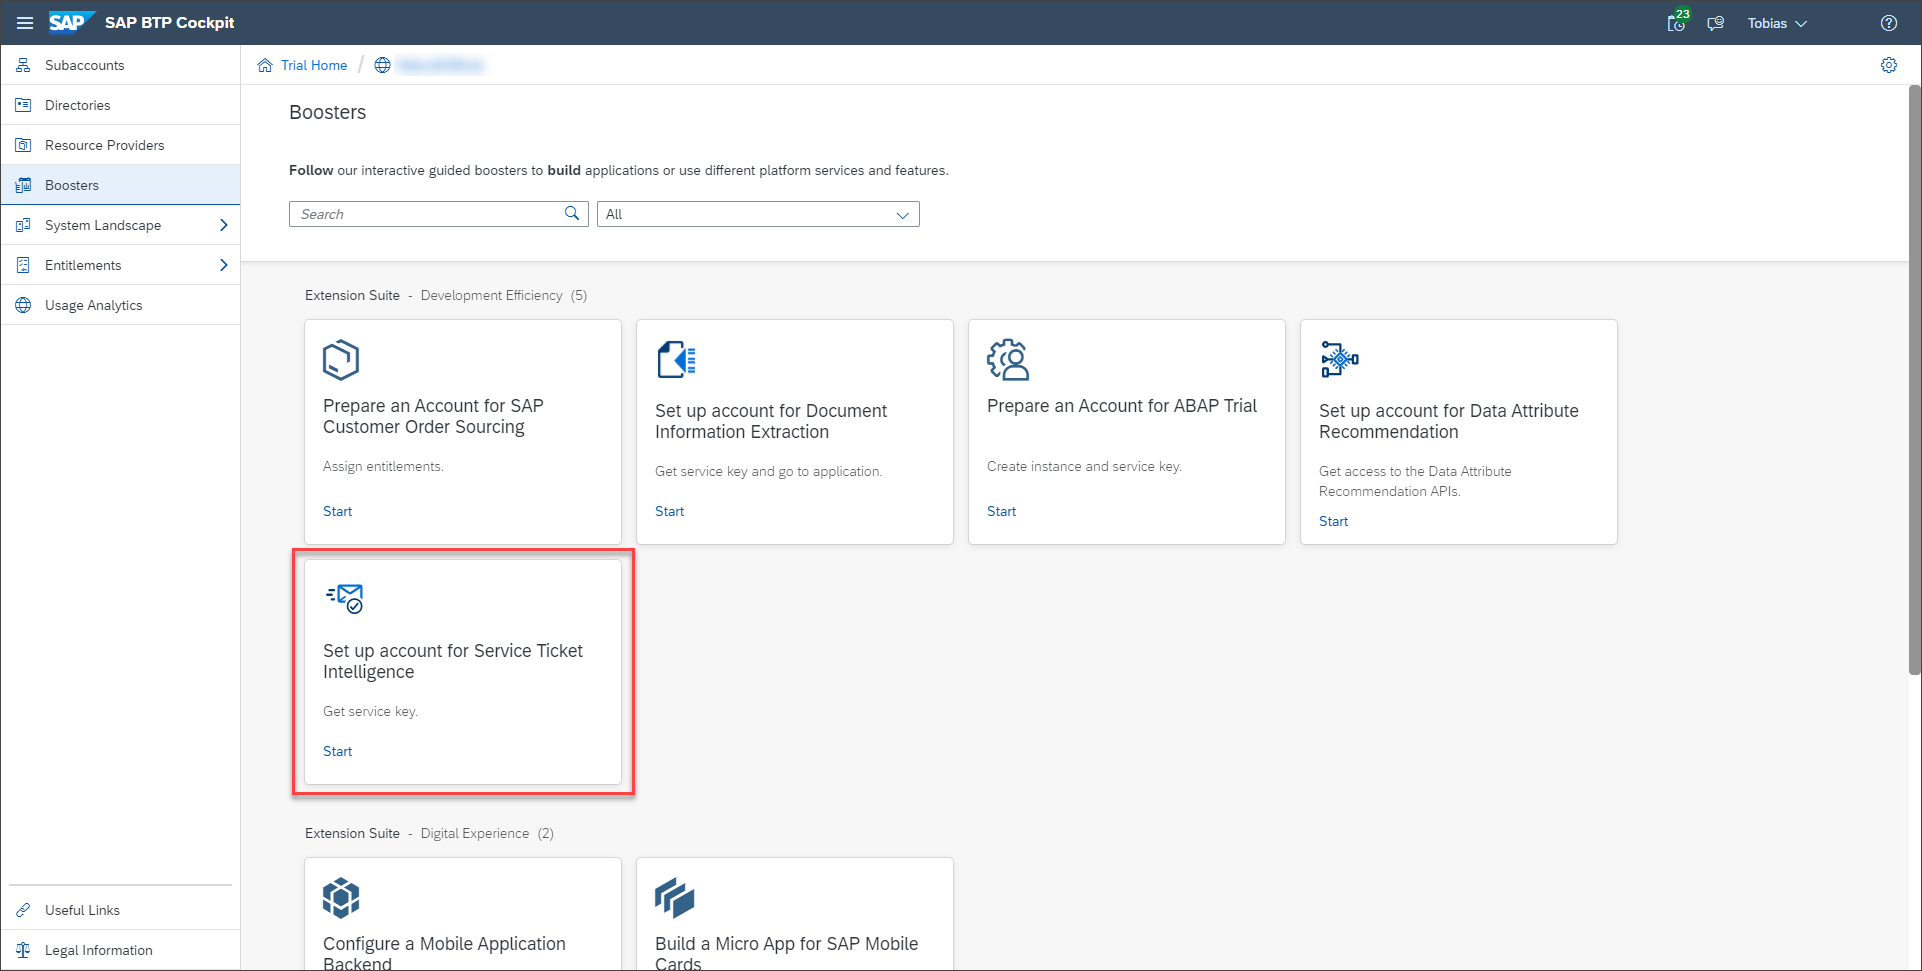 SAP SAP BTP Cockpit
23
Tobias
Subaccounts
Directories
Resource Providers
Boosters
System Landscape
Entitlements
Usage Analytics
Useful Links
Legal Information
Trial Home /
Boosters
Follow our interactive guided boosters to build applications or use different platform services and features.
Search
All
Extension Suite - Development Efficiency (5)
Prepare an Account for SAP
Customer Order Sourcing
Assign entitlements.
Start
Set up account for Document
Information Extraction
Get service key and go to application.
Start
Prepare an Account for ABAP Trial
Create instance and service key.
Start
Set up account for Data Attribute
Recommendation
Get access to the Data Attribute
Recommendation APIs.
Start
Set up account for Service Ticket
Intelligence
Get service key.
Start
Extension Suite - Digital Experience (2)
Configure a Mobile Application
Backend
Build a Micro App for SAP Mobile
Cards